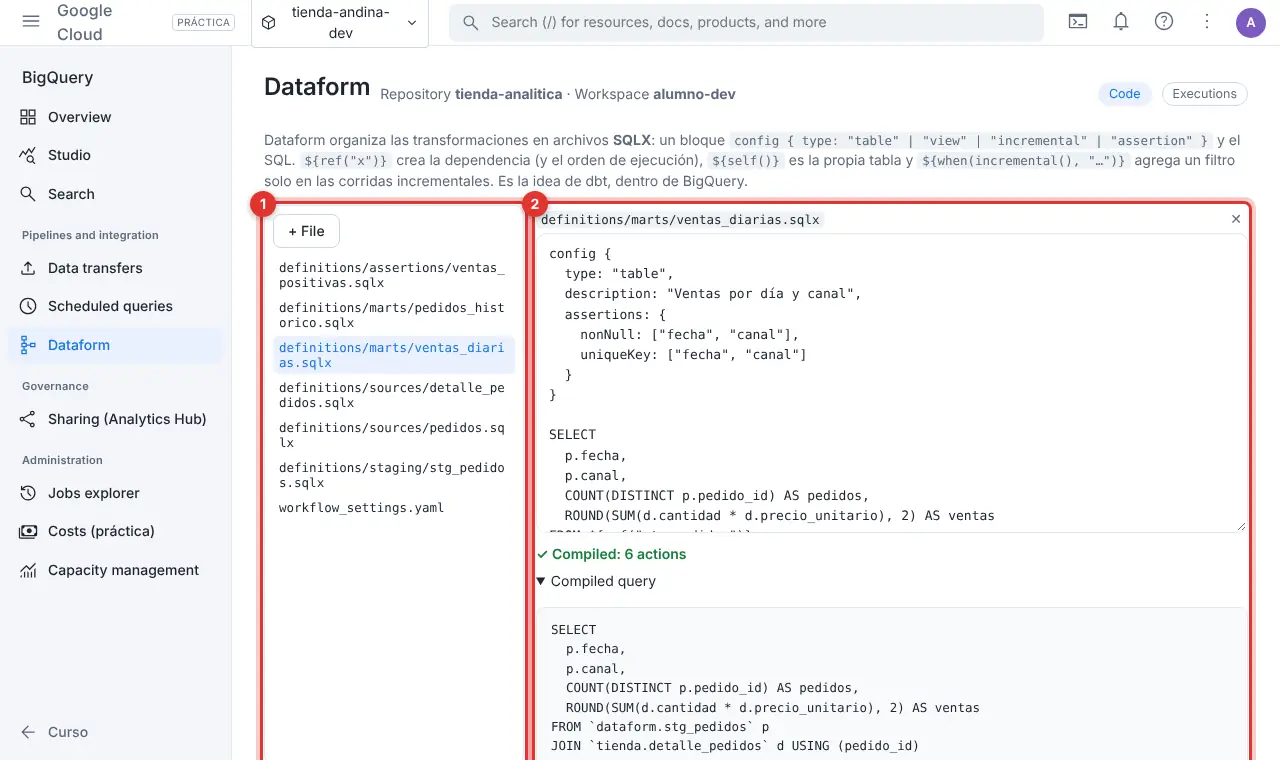 Google Cloud
PRÁCTICA
tienda-andina-dev
Search (/) for resources, docs, products, and more
A
BigQuery
Overview
Studio
Search
Pipelines and integration
Data transfers
Scheduled queries
Dataform
Governance
Sharing (Analytics Hub)
Administration
Jobs explorer
Costs (práctica)
Capacity management
Curso
Dataform
Repository tienda-analitica · Workspace alumno-dev
Code
Executions
Dataform organiza las transformaciones en archivos SQLX: un bloque config { type: "table" | "view" | "incremental" | "assertion" } y el
SQL. ${ref("x")} crea la dependencia (y el orden de ejecución), ${self()} es la propia tabla y ${when(incremental(), "…")} agrega un filtro
solo en las corridas incrementales. Es la idea de dbt, dentro de BigQuery.
1
+ File
definitions/assertions/ventas_
positivas.sqlx
definitions/marts/pedidos_hist
orico.sqlx
definitions/marts/ventas_diari
as.sqlx
definitions/sources/detalle_pe
didos.sqlx
definitions/sources/pedidos.sq
lx
definitions/staging/stg_pedido
s.sqlx
workflow_settings.yaml
2
definitions/marts/ventas_diarias.sqlx
config {
  type: "table",
  description: "Ventas por día y canal",
  assertions: {
    nonNull: ["fecha", "canal"],
    uniqueKey: ["fecha", "canal"]
  }
}
SELECT
  p.fecha,
  p.canal,
  COUNT(DISTINCT p.pedido_id) AS pedidos,
  ROUND(SUM(d.cantidad * d.precio_unitario), 2) AS ventas
✓ Compiled: 6 actions
▼ Compiled query
SELECT
  p.fecha,
  p.canal,
  COUNT(DISTINCT p.pedido_id) AS pedidos,
  ROUND(SUM(d.cantidad * d.precio_unitario), 2) AS ventas
FROM `dataform.stg_pedidos` p
JOIN `tienda.detalle_pedidos` d USING (pedido_id)